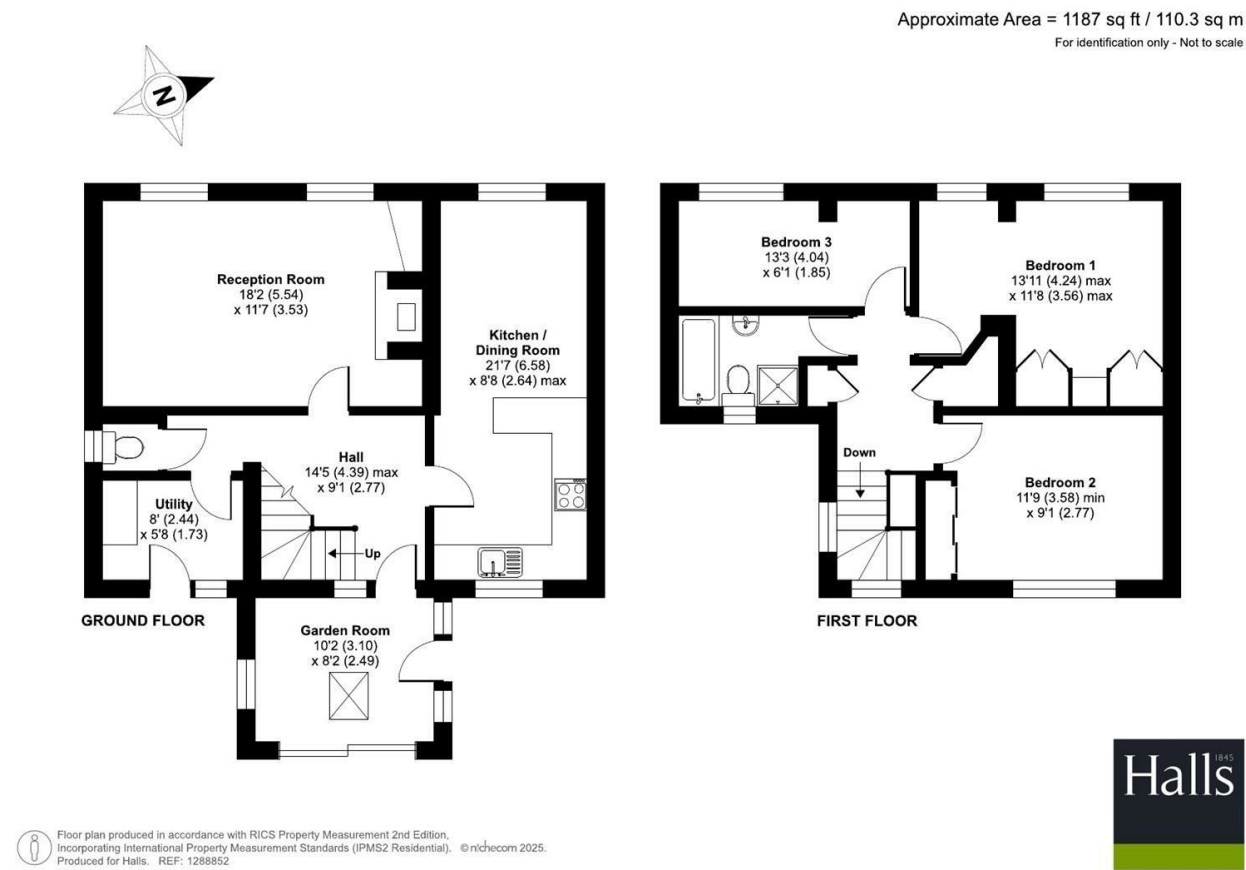 Approximate Area = 1187 sq ft / 110.3 sq m
For identification only - Not to scale
N
Reception Room
18'2 (5.54)
x 11'7 (3.53)
Kitchen /
Dining Room
21'7 (6.58)
x 8'8 (2.64) max
Hall
14'5 (4.39) max
x 9'1 (2.77)
Utility
8' (2.44)
x 5'8 (1.73)
Up
GROUND FLOOR
Garden Room
10'2 (3.10)
x 8'2 (2.49)
Bedroom 3
13'3 (4.04)
x 6'1 (1.85)
Bedroom 1
13'11 (4.24) max
x 11'8 (3.56) max
Down
Bedroom 2
11'9 (3.58) min
x 9'1 (2.77)
FIRST FLOOR
1845
Halls
Floor plan produced in accordance with RICS Property Measurement 2nd Edition,
Incorporating International Property Measurement Standards (IPMS2 Residential). © nichecom 2025.
Produced for Halls. REF: 1288852